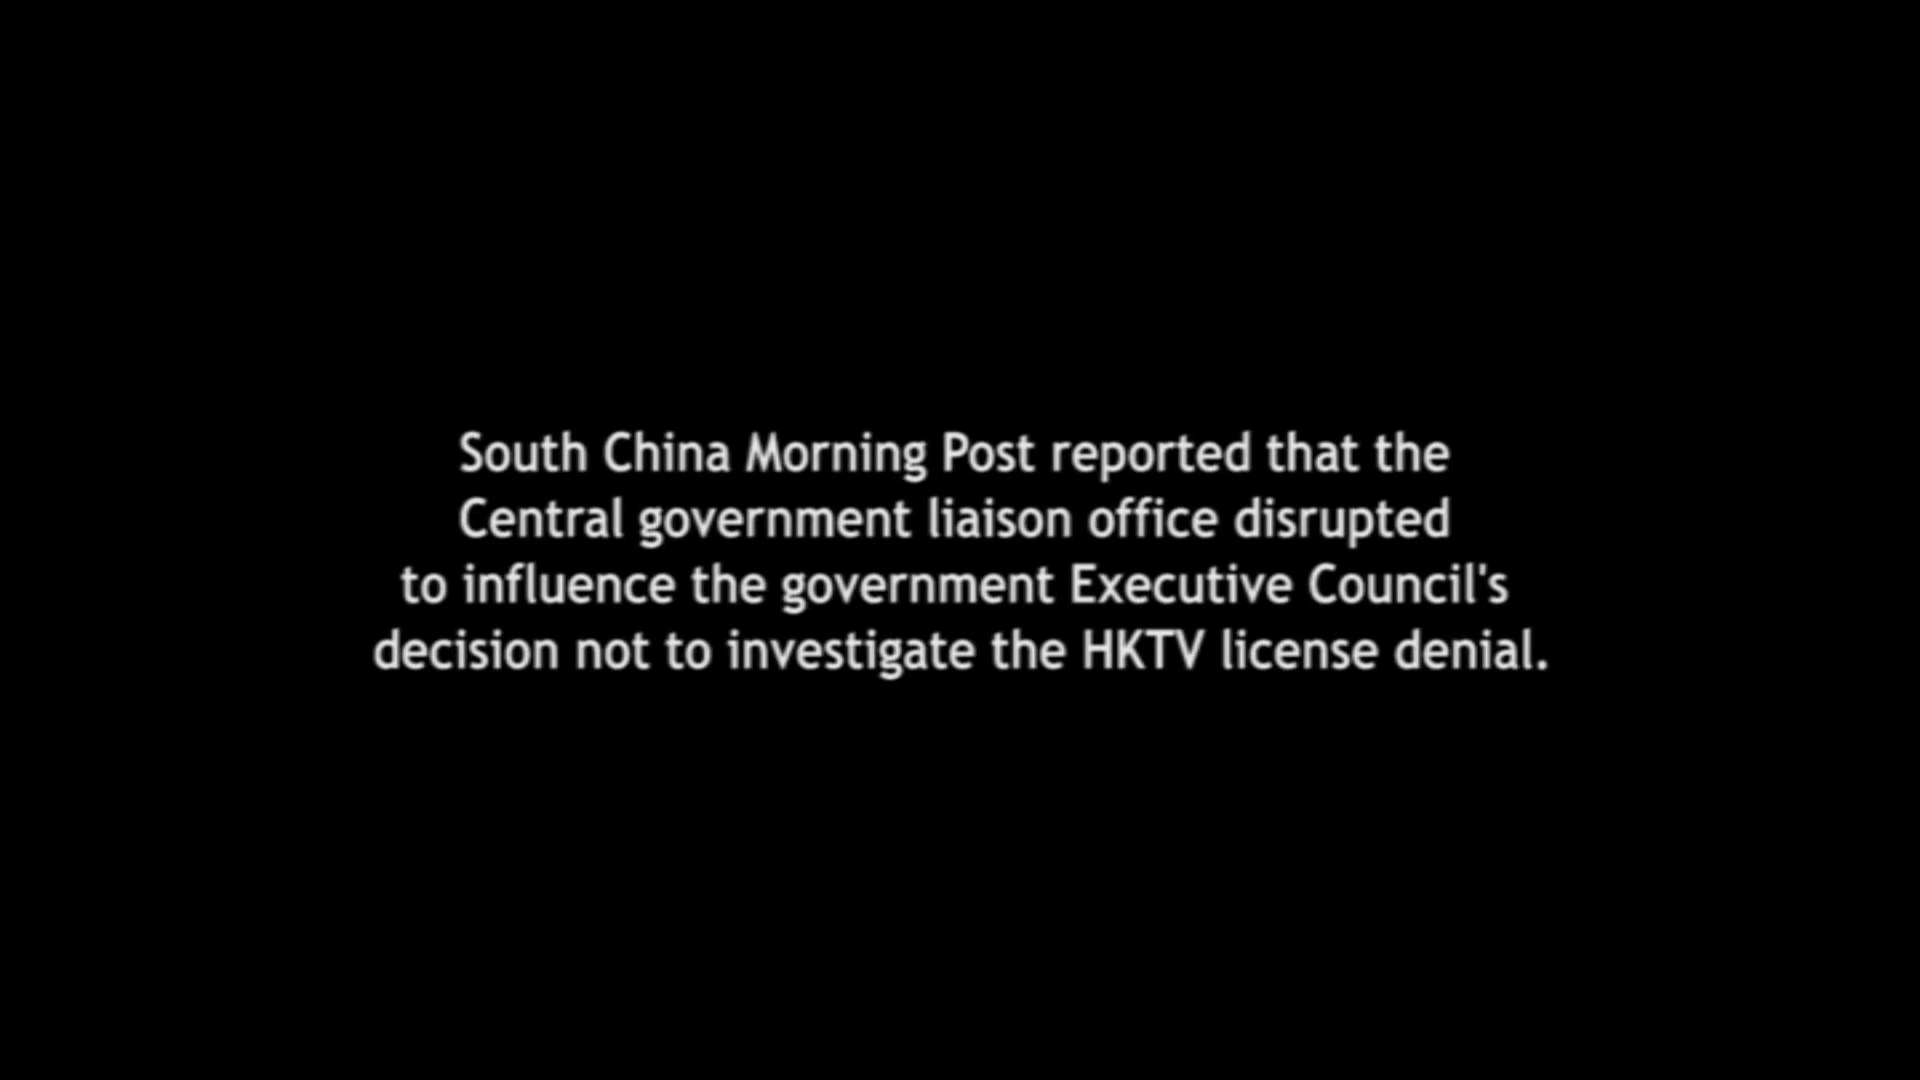 South China Morning Post reported that the
Central government liaison office disrupted
to influence the government Executive Council's
decision not to investigate the HKTV license denial.